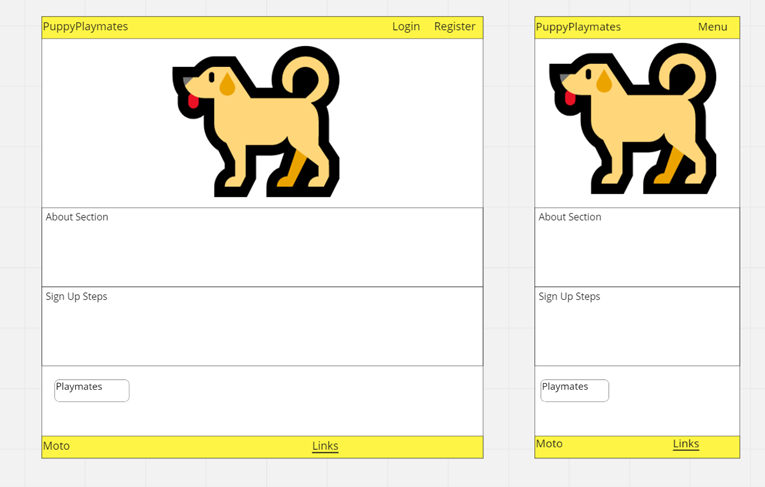 PuppyPlaymates Login Register
About Section
Sign Up Steps
Playmates
Moto Links
PuppyPlaymates Menu
About Section
Sign Up Steps
Playmates
Moto Links